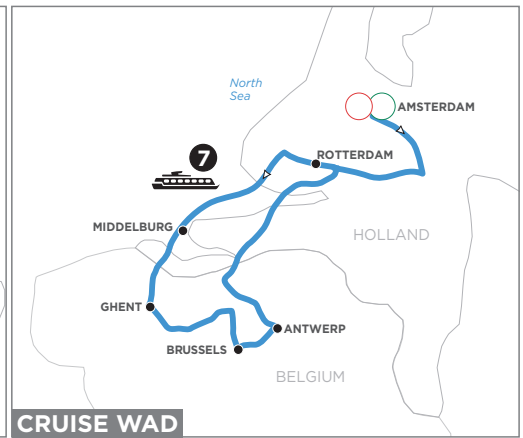 North
Sea
AMSTERDAM
7
ROTTERDAM
MIDDELBURG
HOLLAND
GHENT
ANTWERP
BRUSSELS
BELGIUM
CRUISE WAD